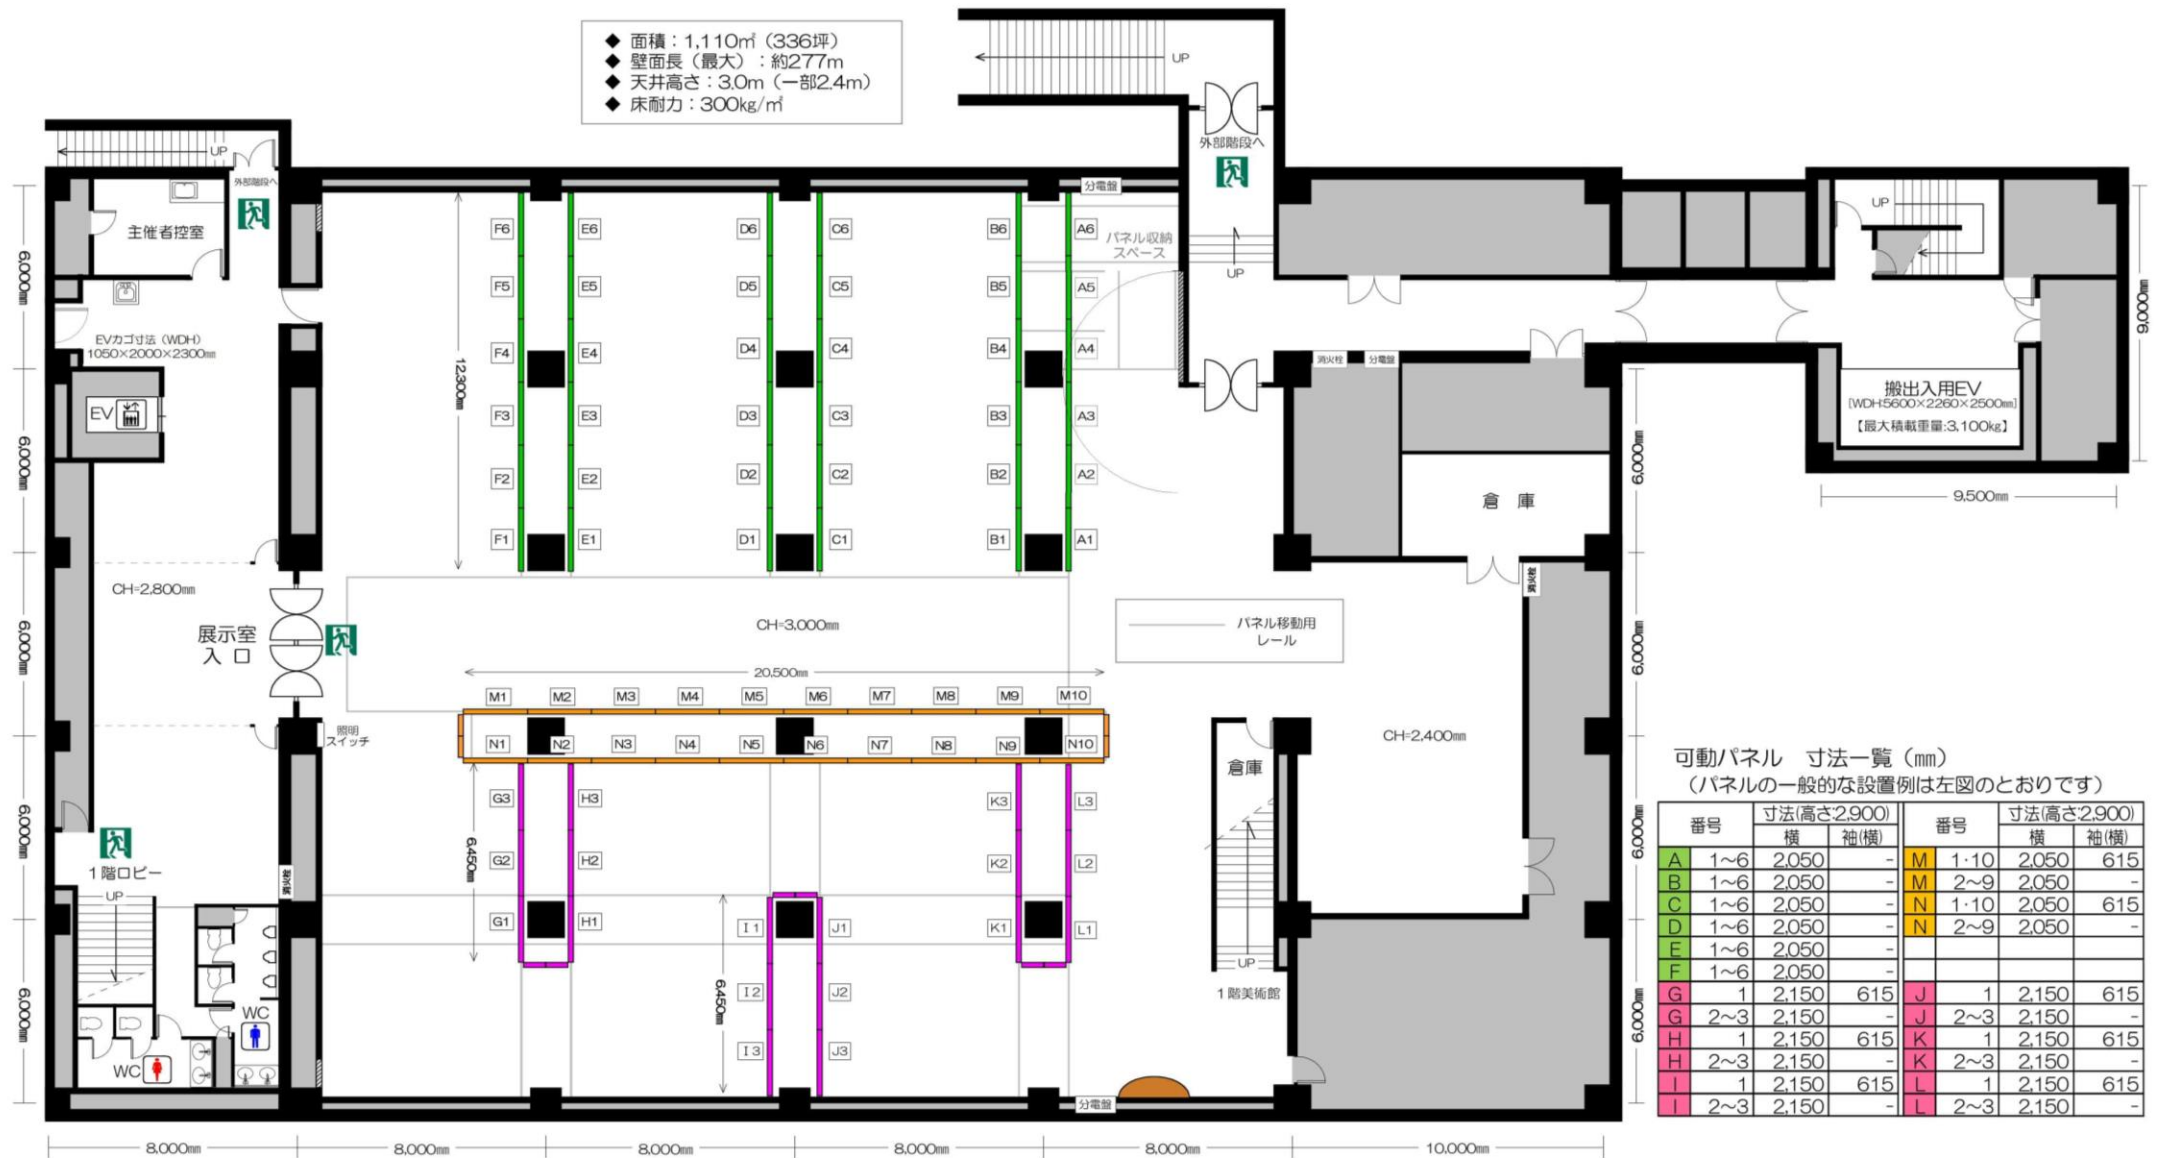 ◆ 面積：1,110㎡（336坪）
◆ 壁面長（最大）：約277m
◆ 天井高さ：3.0m（一部2.4m）
◆ 床耐力：300kg/㎡
UP
外部階段へ
UP
外部階段へ
主催者控室
EVカゴ寸法（WDH）
1050×2000×2300㎜
EV
分電盤
パネル収納
スペース
UP
UP
消火栓
分電盤
搬出入用EV
[WDH:5600×2260×2500㎜]
【最大積載重量:3,100kg】
9,000㎜
9,500㎜
倉 庫
消火栓
F6 E6 D6 C6 B6 A6
F5 E5 D5 C5 B5 A5
F4 E4 D4 C4 B4 A4
F3 E3 D3 C3 B3 A3
F2 E2 D2 C2 B2 A2
F1 E1 D1 C1 B1 A1
12,300㎜
6,000㎜
6,000㎜
6,000㎜
6,000㎜
6,000㎜
CH=2,800㎜
展示室
入 口
CH=3,000㎜
パネル移動用
レール
20,500㎜
M1 M2 M3 M4 M5 M6 M7 M8 M9 M10
照明
スイッチ
N1 N2 N3 N4 N5 N6 N7 N8 N9 N10
CH=2,400㎜
倉庫
G3 H3 K3 L3
G2 H2 K2 L2
G1 H1 I1 J1 K1 L1
I2 J2
I3 J3
6,450㎜
6,450㎜
1階ロビー
消火栓
UP
WC
WC
UP
1階美術館
分電盤
6,000㎜
6,000㎜
6,000㎜
6,000㎜
8,000㎜ 8,000㎜ 8,000㎜ 8,000㎜ 8,000㎜ 10,000㎜
可動パネル 寸法一覧（㎜）
（パネルの一般的な設置例は左図のとおりです）
番号 寸法(高さ:2,900) 番号 寸法(高さ:2,900)
横 袖(横) 横 袖(横)
A 1～6 2,050 - M 1・10 2,050 615
B 1～6 2,050 - M 2～9 2,050 -
C 1～6 2,050 - N 1・10 2,050 615
D 1～6 2,050 - N 2～9 2,050 -
E 1～6 2,050 -
F 1～6 2,050 -
G 1 2,150 615 J 1 2,150 615
G 2～3 2,150 - J 2～3 2,150 -
H 1 2,150 615 K 1 2,150 615
H 2～3 2,150 - K 2～3 2,150 -
I 1 2,150 615 L 1 2,150 615
I 2～3 2,150 - L 2～3 2,150 -